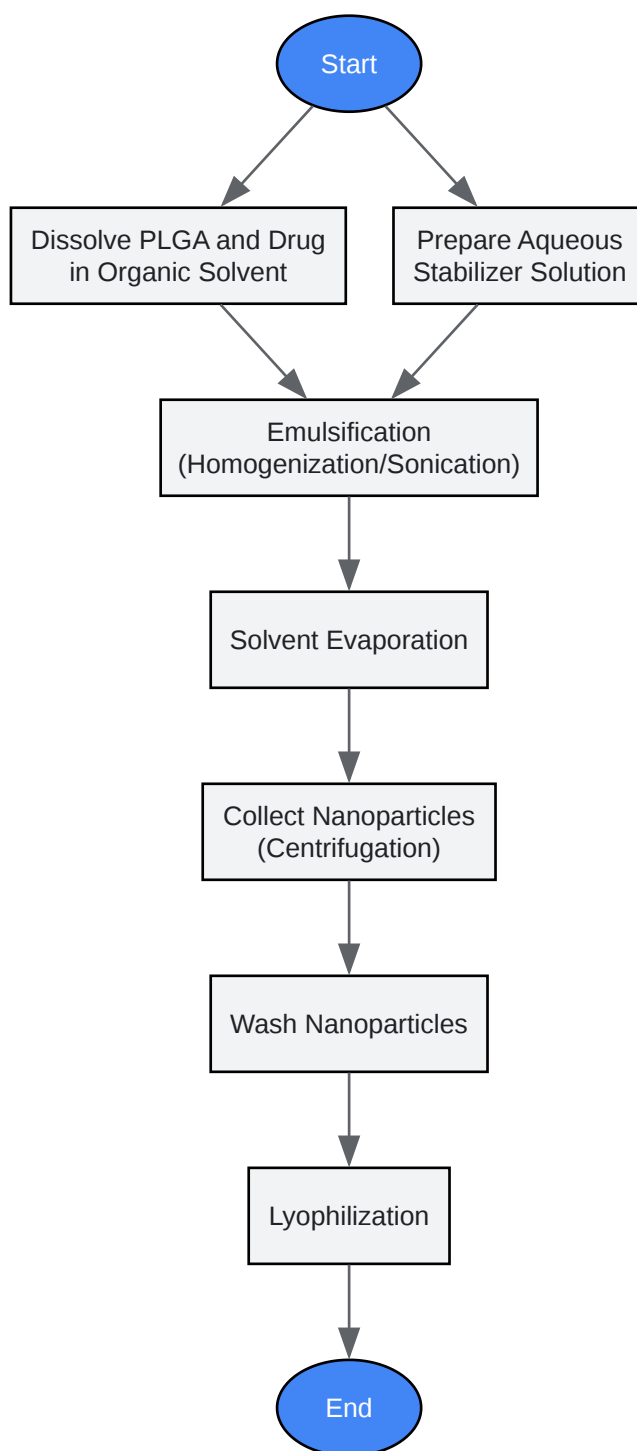 Start
Dissolve PLGA and Drug
in Organic Solvent
Prepare Aqueous
Stabilizer Solution
Emulsification
(Homogenization/Sonication)
Solvent Evaporation
Collect Nanoparticles
(Centrifugation)
Wash Nanoparticles
Lyophilization
End